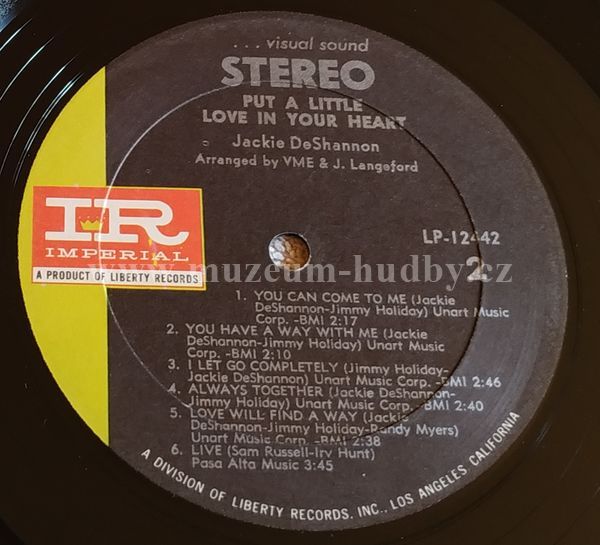 ... visual sound
STEREO
PUT A LITTLE
LOVE IN YOUR HEART
Jackie DeShannon
Arranged by VME & J. Langeford
IR
IMPERIAL
A PRODUCT OF LIBERTY RECORDS
LP-12442
2
www.muzeum-hudby.cz
1. YOU CAN COME TO ME (Jackie
DeShannon-Jimmy Holiday) Unart Music
Corp. -BMI 2:17
2. YOU HAVE A WAY WITH ME (Jackie
DeShannon-Jimmy Holiday) Unart Music
Corp. -BMI 2:10
3. I LET GO COMPLETELY (Jimmy Holiday-
Jackie DeShannon) Unart Music Corp. -BMI 2:46
4. ALWAYS TOGETHER (Jackie DeShannon-
Jimmy Holiday) Unart Music Corp. -BMI 2:40
5. LOVE WILL FIND A WAY (Jackie
DeShannon-Jimmy Holiday-Randy Myers)
Unart Music Corp. -BMI 2:38
6. LIVE (Sam Russell-Irv Hunt)
Pasa Alta Music 3:45
A DIVISION OF LIBERTY RECORDS, INC., LOS ANGELES, CALIFORNIA